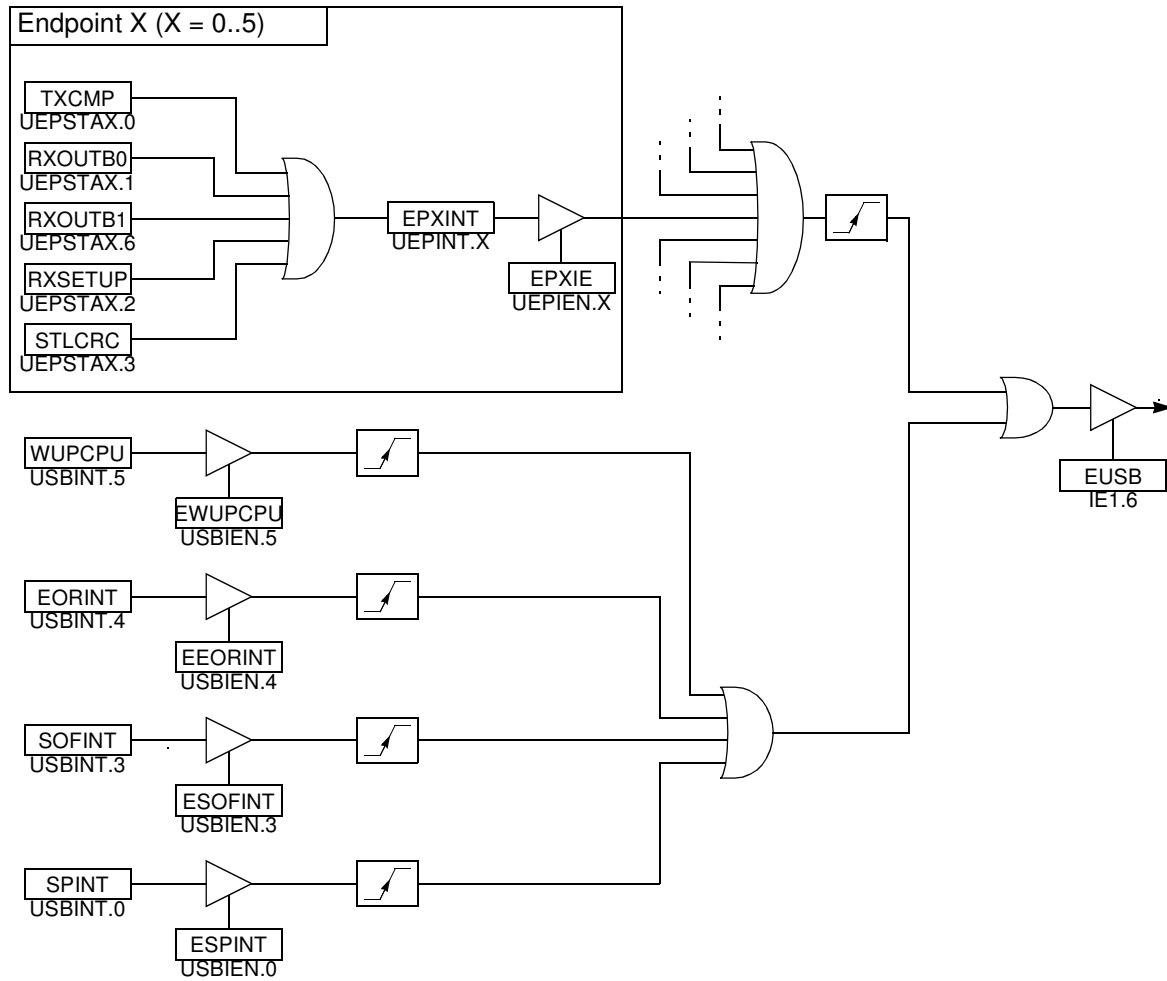 Endpoint X (X = 0..5)
TXCMP
UEPSTAX.0
RXOUTB0
UEPSTAX.1
RXOUTB1
UEPSTAX.6
RXSETUP
UEPSTAX.2
STLCRC
UEPSTAX.3
EPXINT
UEPINT.X
EPXIE
UEPIEN.X
WUPCPU
USBINT.5
EWUPCPU
USBIEN.5
EUSB
IE1.6
EORINT
USBINT.4
EEORINT
USBIEN.4
SOFINT
USBINT.3
ESOFINT
USBIEN.3
SPINT
USBINT.0
ESPINT
USBIEN.0